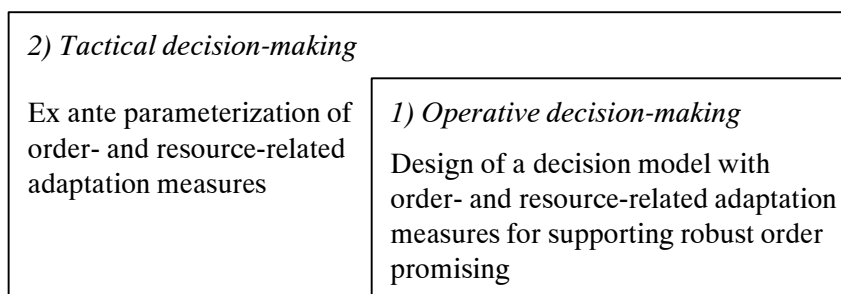 2) Tactical decision-making
Ex ante parameterization of
order- and resource-related
adaptation measures
1) Operative decision-making
Design of a decision model with
order- and resource-related adaptation
measures for supporting robust order
promising